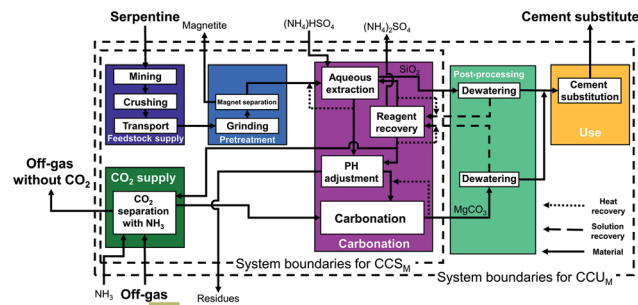 Serpentine
Magnetite
(NH4)HSO4
(NH4)2SO4
Cement substitute
Mining
Crushing
Transport
Feedstock supply
Magnet separation
Grinding
Pretreatment
Aqueous
extraction
SiO2
Reagent
recovery
PH
adjustment
Carbonation
Carbonation
Post-processing
Dewatering
Dewatering
MgCO3
Cement
substitution
Use
Off-gas
without CO2
CO2 supply
CO2
separation
with NH3
Heat
recovery
Solution
recovery
Material
System boundaries for CCSM
System boundaries for CCUM
NH3
Off-gas
Residues